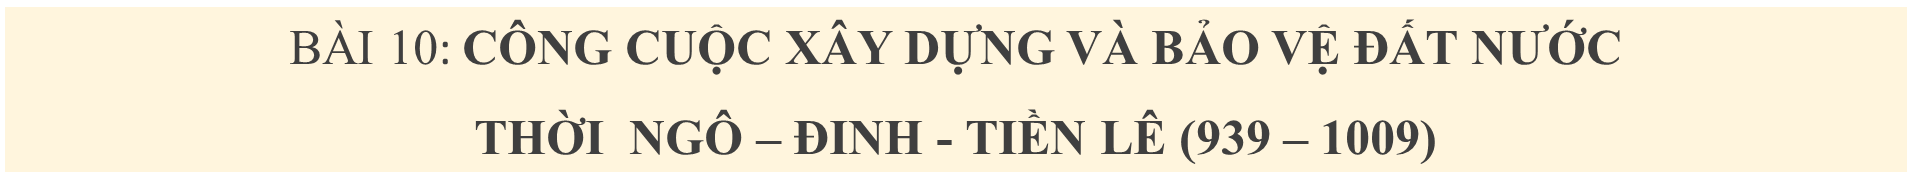 BÀI 10: CÔNG CUỘC XÂY DỰNG VÀ BẢO VỆ ĐẤT NƯỚC
THỜI NGÔ – ĐINH - TIỀN LÊ (939 – 1009)